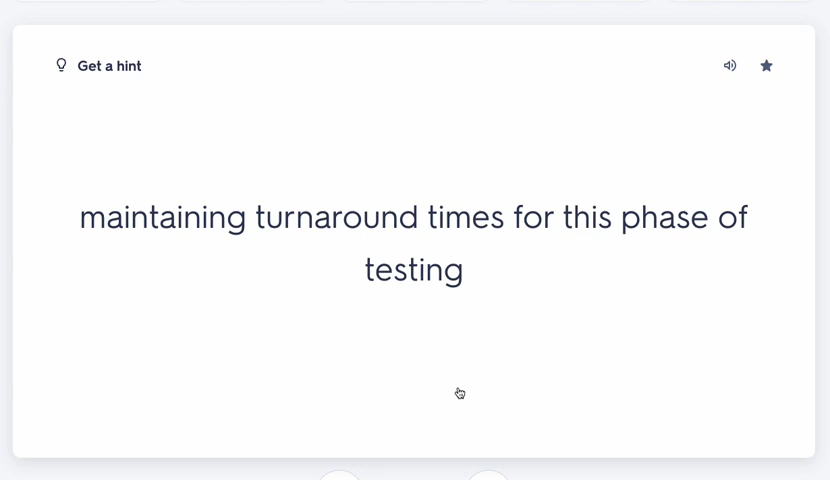 Get a hint
maintaining turnaround times for this phase of
testing